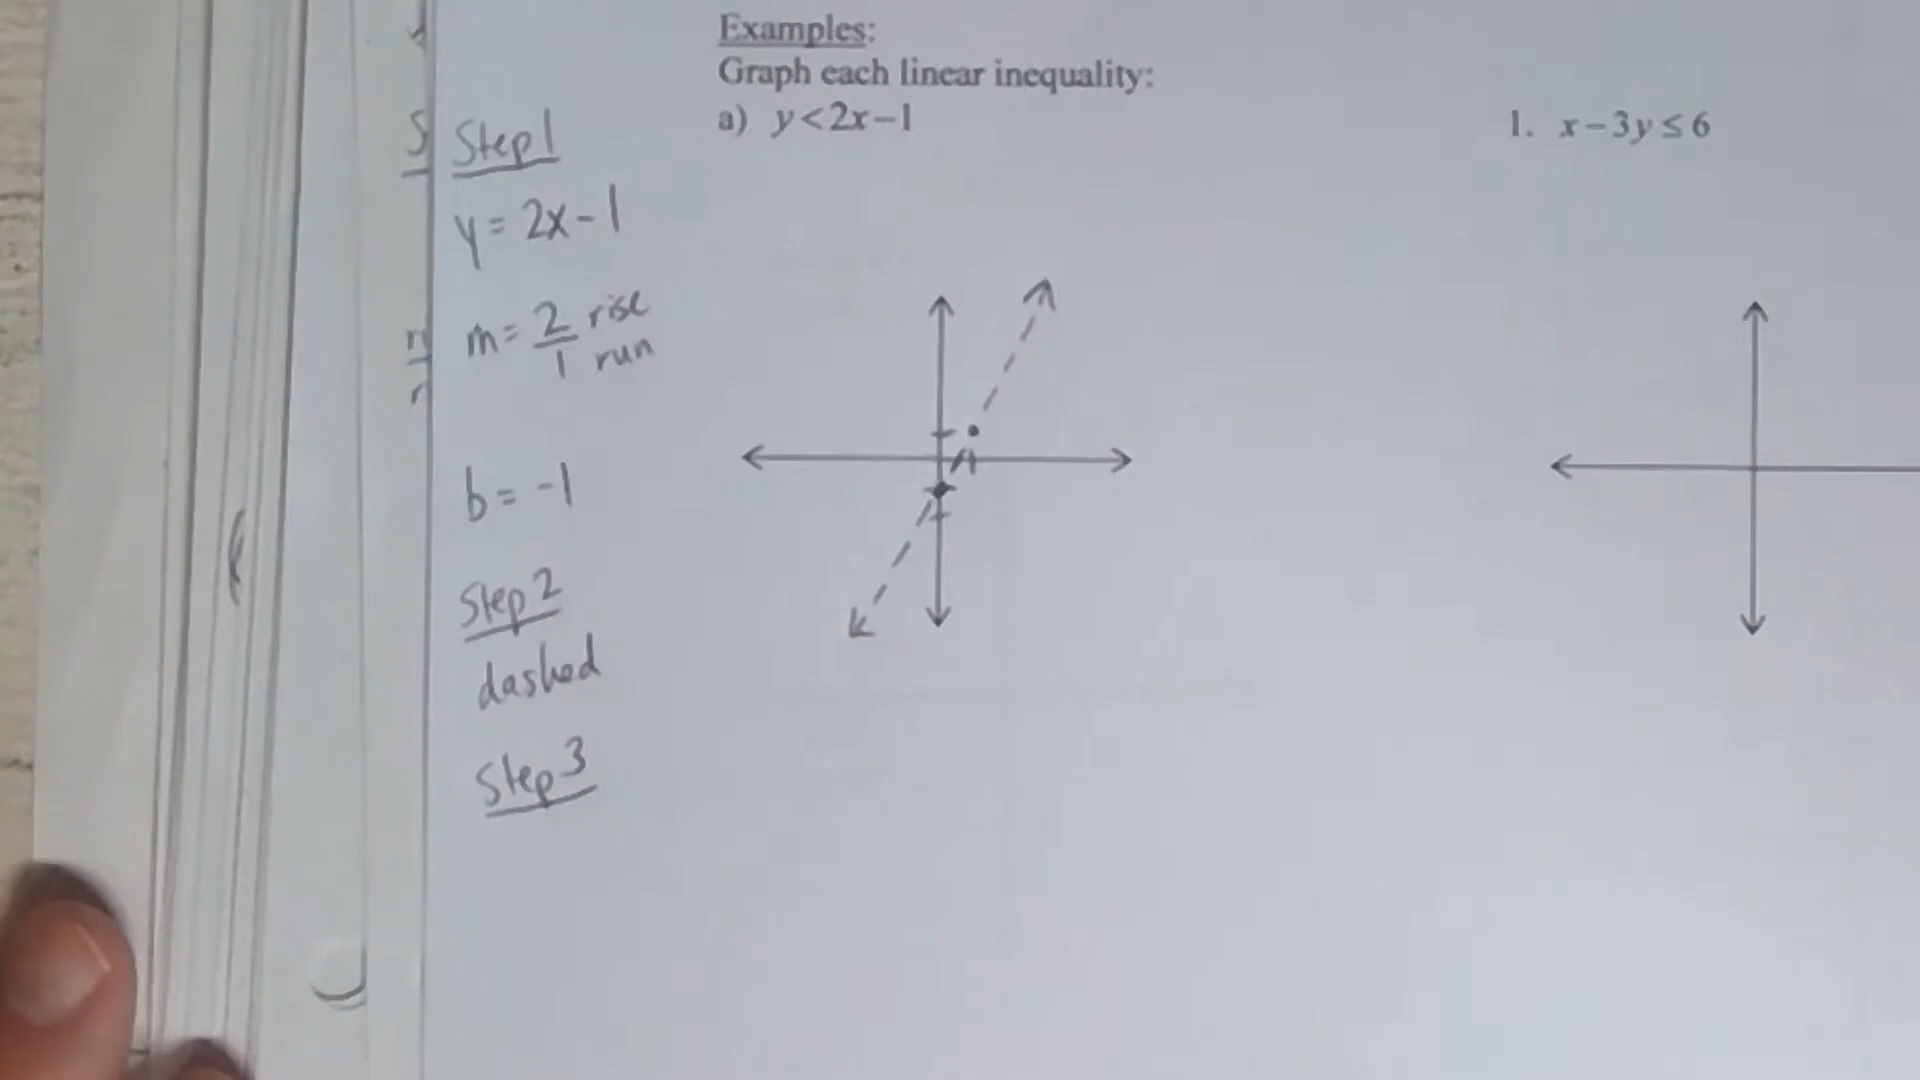 Examples:
Graph each linear inequality:
a) y<2x-1
1. x-3y≤6
Step 1
y=2x-1
m=2/1 rise
run
b=-1
Step 2
dashed
Step 3